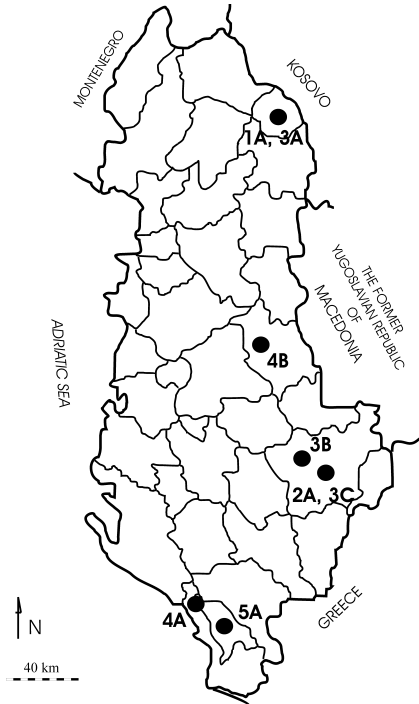 MONTENEGRO
KOSOVO
1A, 3A
THE FORMER
YUGOSLAVIAN REPUBLIC
OF
MACEDONIA
ADRIATIC SEA
4B
3B
2A, 3C
4A
5A
GREECE
N
40 km